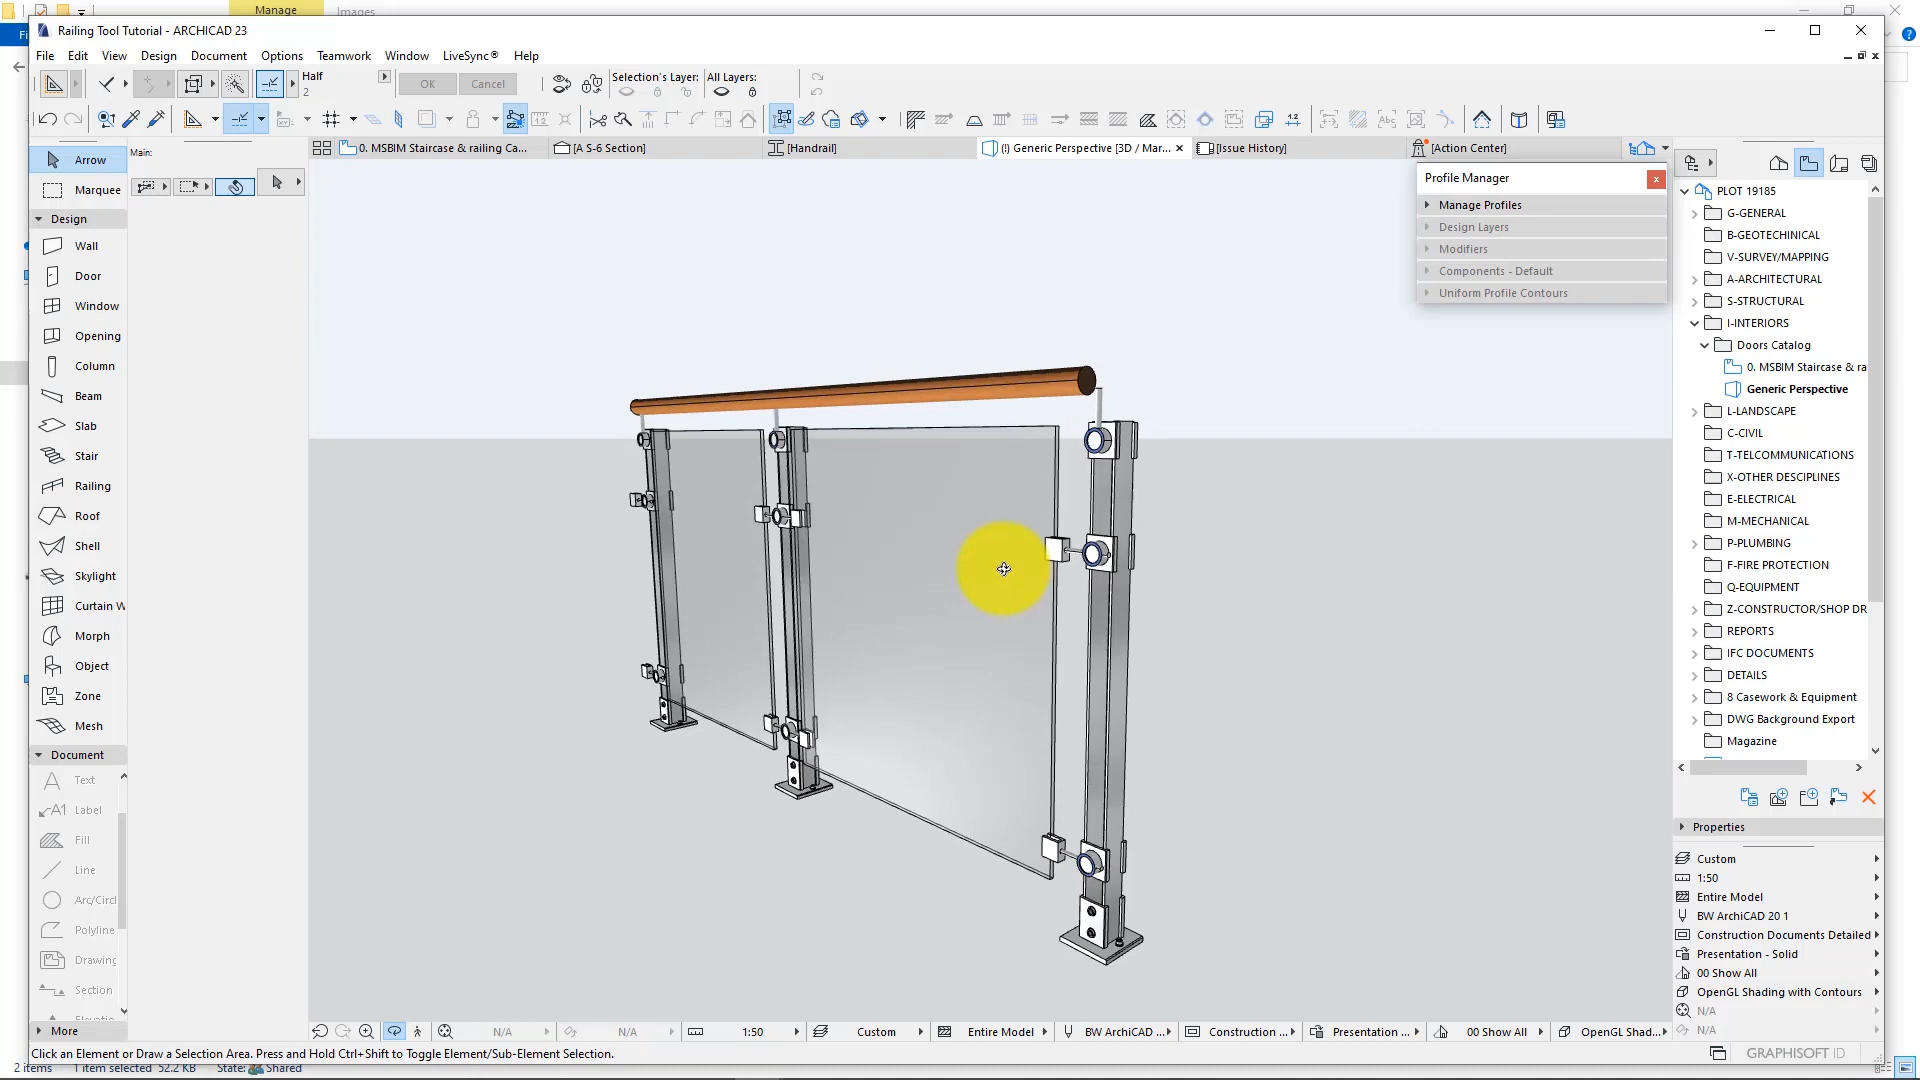 Manage
Images
Railing Tool Tutorial - ARCHICAD 23
File Edit View Design Document Options Teamwork Window LiveSync® Help
Half
2
OK
Cancel
Selection's Layer:
All Layers:
0. MSBIM Staircase & railing Ca...
[A S-6 Section]
[Handrail]
(!) Generic Perspective [3D / Mar...
[Issue History]
[Action Center]
Main:
Arrow
Marquee
Design
Wall
Door
Window
Opening
Column
Beam
Slab
Stair
Railing
Roof
Shell
Skylight
Curtain W
Morph
Object
Zone
Mesh
Document
Text
Label
Fill
Line
Arc/Circl
Polyline
Drawing
Section
More
Profile Manager
Manage Profiles
Design Layers
Modifiers
Components - Default
Uniform Profile Contours
PLOT 19185
G-GENERAL
B-GEOTECHINICAL
V-SURVEY/MAPPING
A-ARCHITECTURAL
S-STRUCTURAL
I-INTERIORS
Doors Catalog
0. MSBIM Staircase & ra
Generic Perspective
L-LANDSCAPE
C-CIVIL
T-TELCOMMUNICATIONS
X-OTHER DESCIPLINES
E-ELECTRICAL
M-MECHANICAL
P-PLUMBING
F-FIRE PROTECTION
Q-EQUIPMENT
Z-CONSTRUCTOR/SHOP DR
REPORTS
IFC DOCUMENTS
DETAILS
8 Casework & Equipment
DWG Background Export
Magazine
Properties
Custom
1:50
Entire Model
BW ArchiCAD 20 1
Construction Documents Detailed
Presentation - Solid
00 Show All
OpenGL Shading with Contours
N/A
N/A
N/A
N/A
1:50
Custom
Entire Model
BW ArchiCAD ...
Construction ...
Presentation ...
00 Show All
OpenGL Shad...
Click an Element or Draw a Selection Area. Press and Hold Ctrl+Shift to Toggle Element/Sub-Element Selection.
GRAPHISOFT ID
2 items 1 item selected 52.2 KB State: Shared